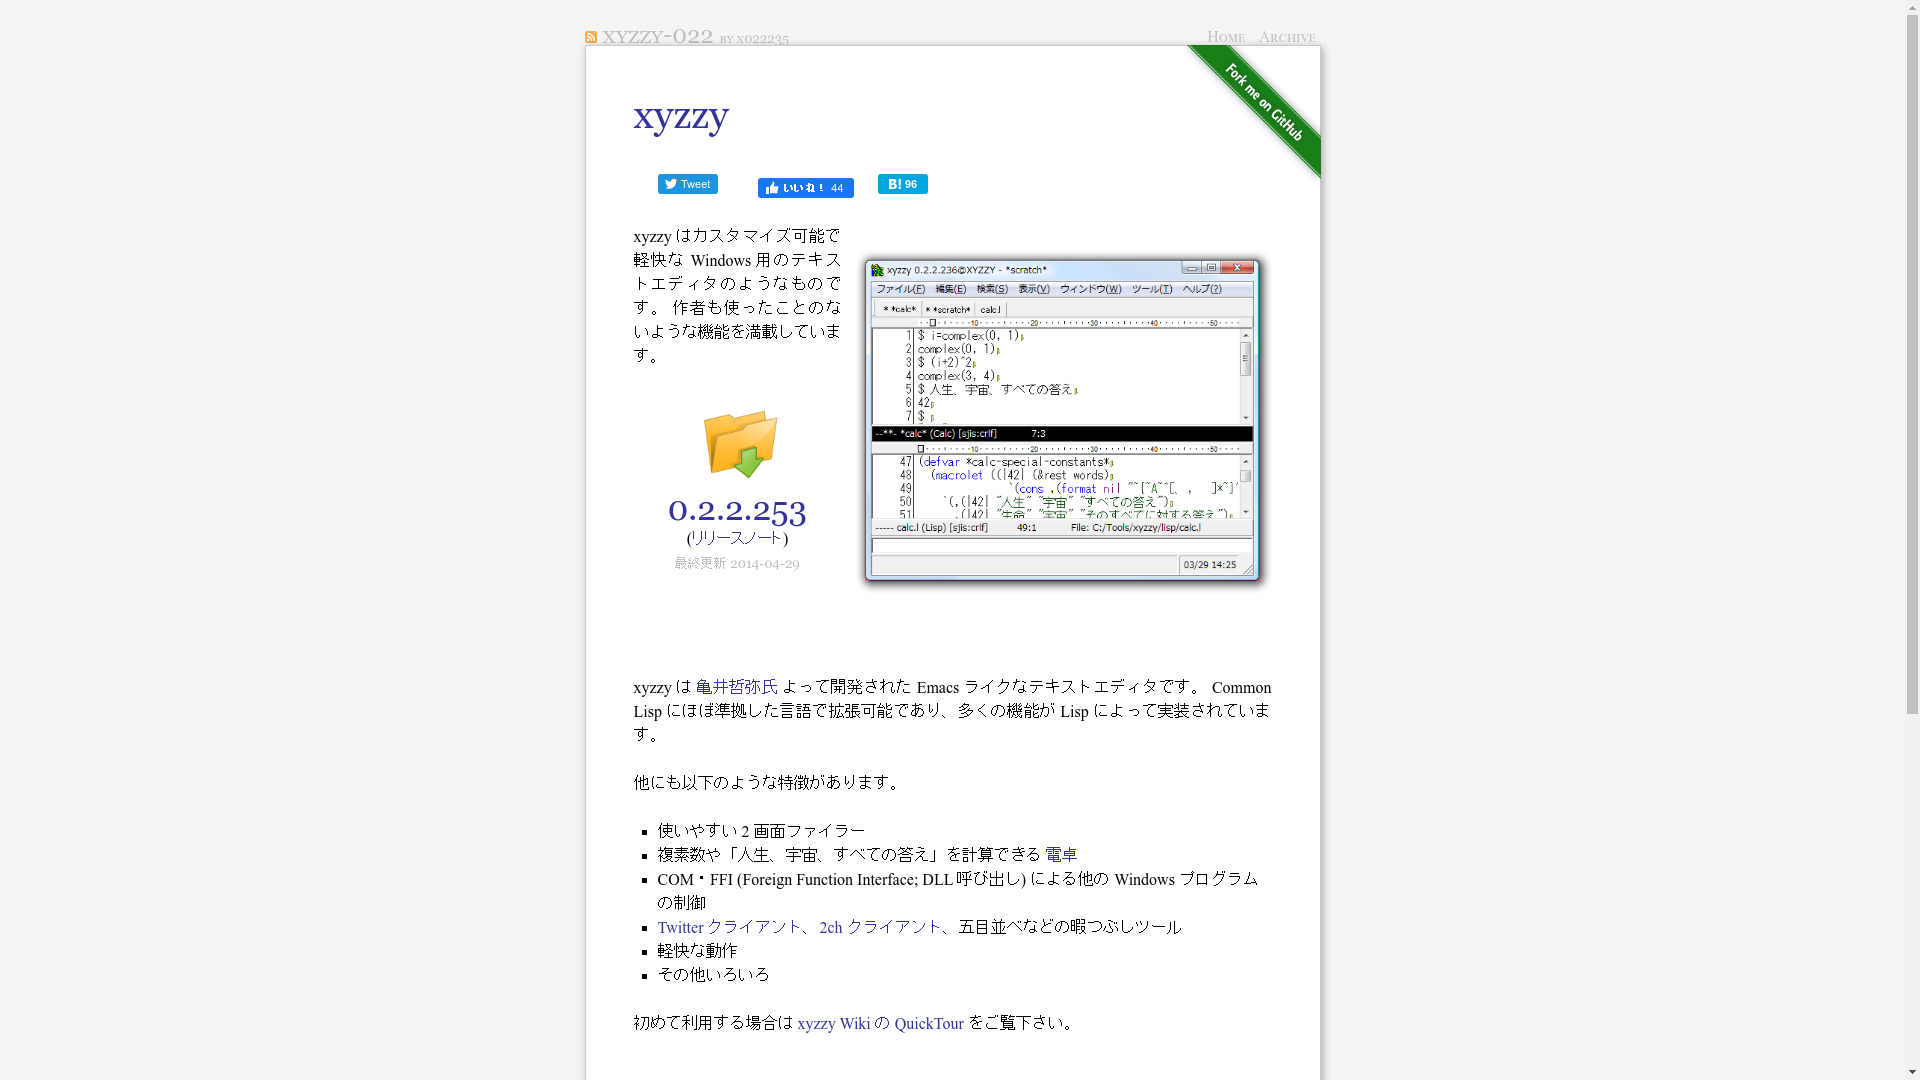 XYZZY-022 BY X022235
Home Archive
Fork me on GitHub
xyzzy
Tweet
いいね！ 44
B! 96
xyzzy はカスタマイズ可能で
軽快な Windows 用のテキス
トエディタのようなもので
す。 作者も使ったことのな
いような機能を満載していま
す。
0.2.2.253
(リリースノート)
最終更新 2014-04-29
xyzzy 0.2.2.236@XYZZY - *scratch*
ファイル(F) 編集(E) 検索(S) 表示(V) ウィンドウ(W) ツール(T) ヘルプ(?)
* *calc* * *scratch* calc.l
10 20 30 40 50
1 $ i=complex(0, 1)
2 complex(0, 1)
3 $ (i+2)^2
4 complex(3, 4)
5 $ 人生、宇宙、すべての答え
6 42
7 $
--**- *calc* (Calc) [sjis:crlf] 7:3
10 20 30 40 50
47 (defvar *calc-special-constants*
48 (macrolet ((|42| (&rest words)
49 `(cons ,(format nil "~{~A~^[、, ]*~}"
50 `(,(|42| "人生" "宇宙" "すべての答え")
51 ,(|42| "生命" "宇宙" "そのすべてに対する答え")
----- calc.l (Lisp) [sjis:crlf] 49:1 File: C:/Tools/xyzzy/lisp/calc.l
03/29 14:25
xyzzy は 亀井哲弥氏 よって開発された Emacs ライクなテキストエディタです。 Common
Lisp にほぼ準拠した言語で拡張可能であり、多くの機能が Lisp によって実装されていま
す。
他にも以下のような特徴があります。
使いやすい 2 画面ファイラー
複素数や「人生、宇宙、すべての答え」を計算できる 電卓
COM・FFI (Foreign Function Interface; DLL 呼び出し) による他の Windows プログラム
の制御
Twitter クライアント、2ch クライアント、五目並べなどの暇つぶしツール
軽快な動作
その他いろいろ
初めて利用する場合は xyzzy Wiki の QuickTour をご覧下さい。